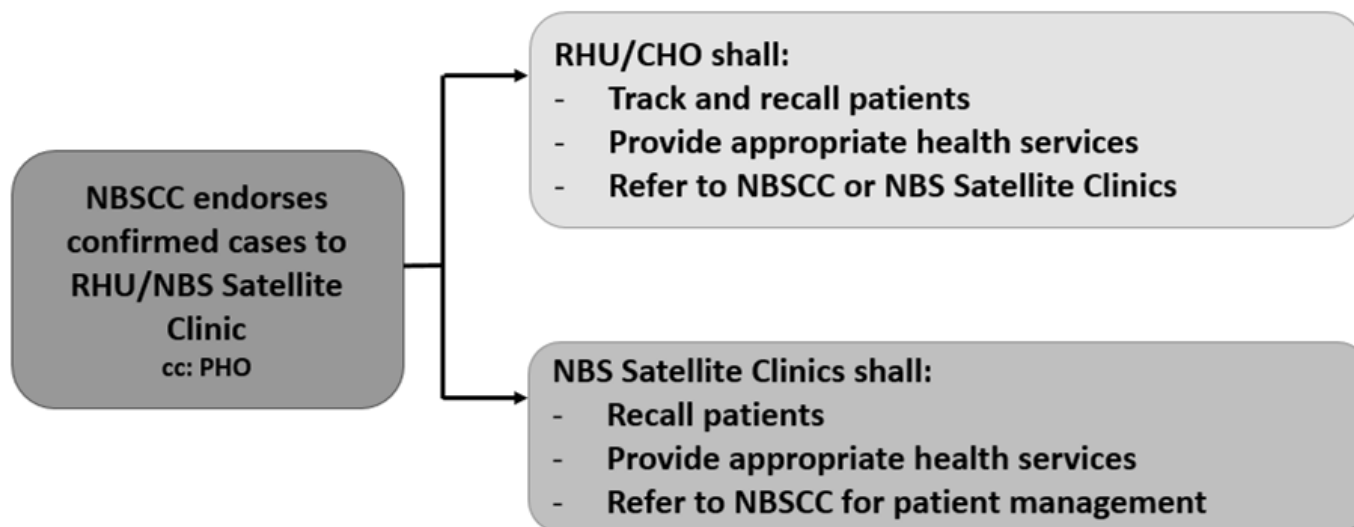 NBSCC endorses
confirmed cases to
RHU/NBS Satellite
Clinic
cc: PHO
RHU/CHO shall:
- Track and recall patients
- Provide appropriate health services
- Refer to NBSCC or NBS Satellite Clinics
NBS Satellite Clinics shall:
- Recall patients
- Provide appropriate health services
- Refer to NBSCC for patient management